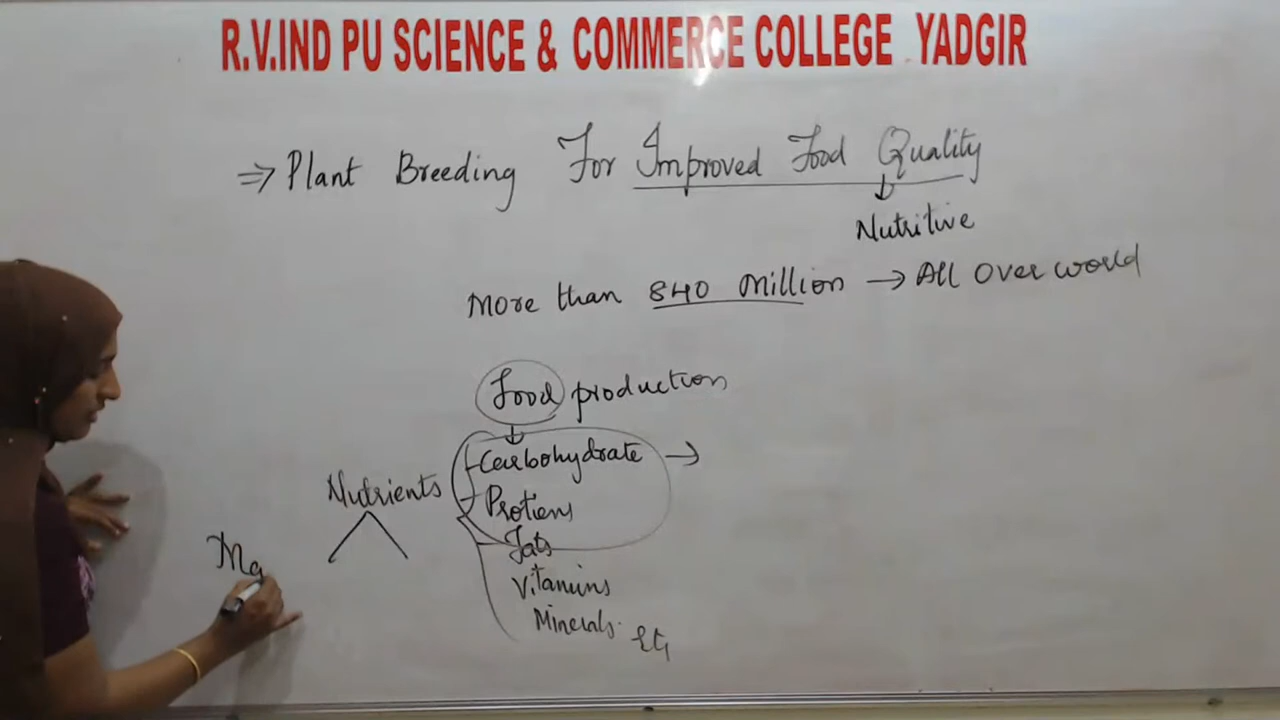 R.V.IND PU SCIENCE & COMMERCE COLLEGE YADGIR
⇒ Plant Breeding For Improved Food Quality
↓
Nutritive
More than 840 Million → All Over world
Food production
↓
Carbohydrate →
Nutrients
Protiens
Fats
Ma
Vitamins
Minerals.